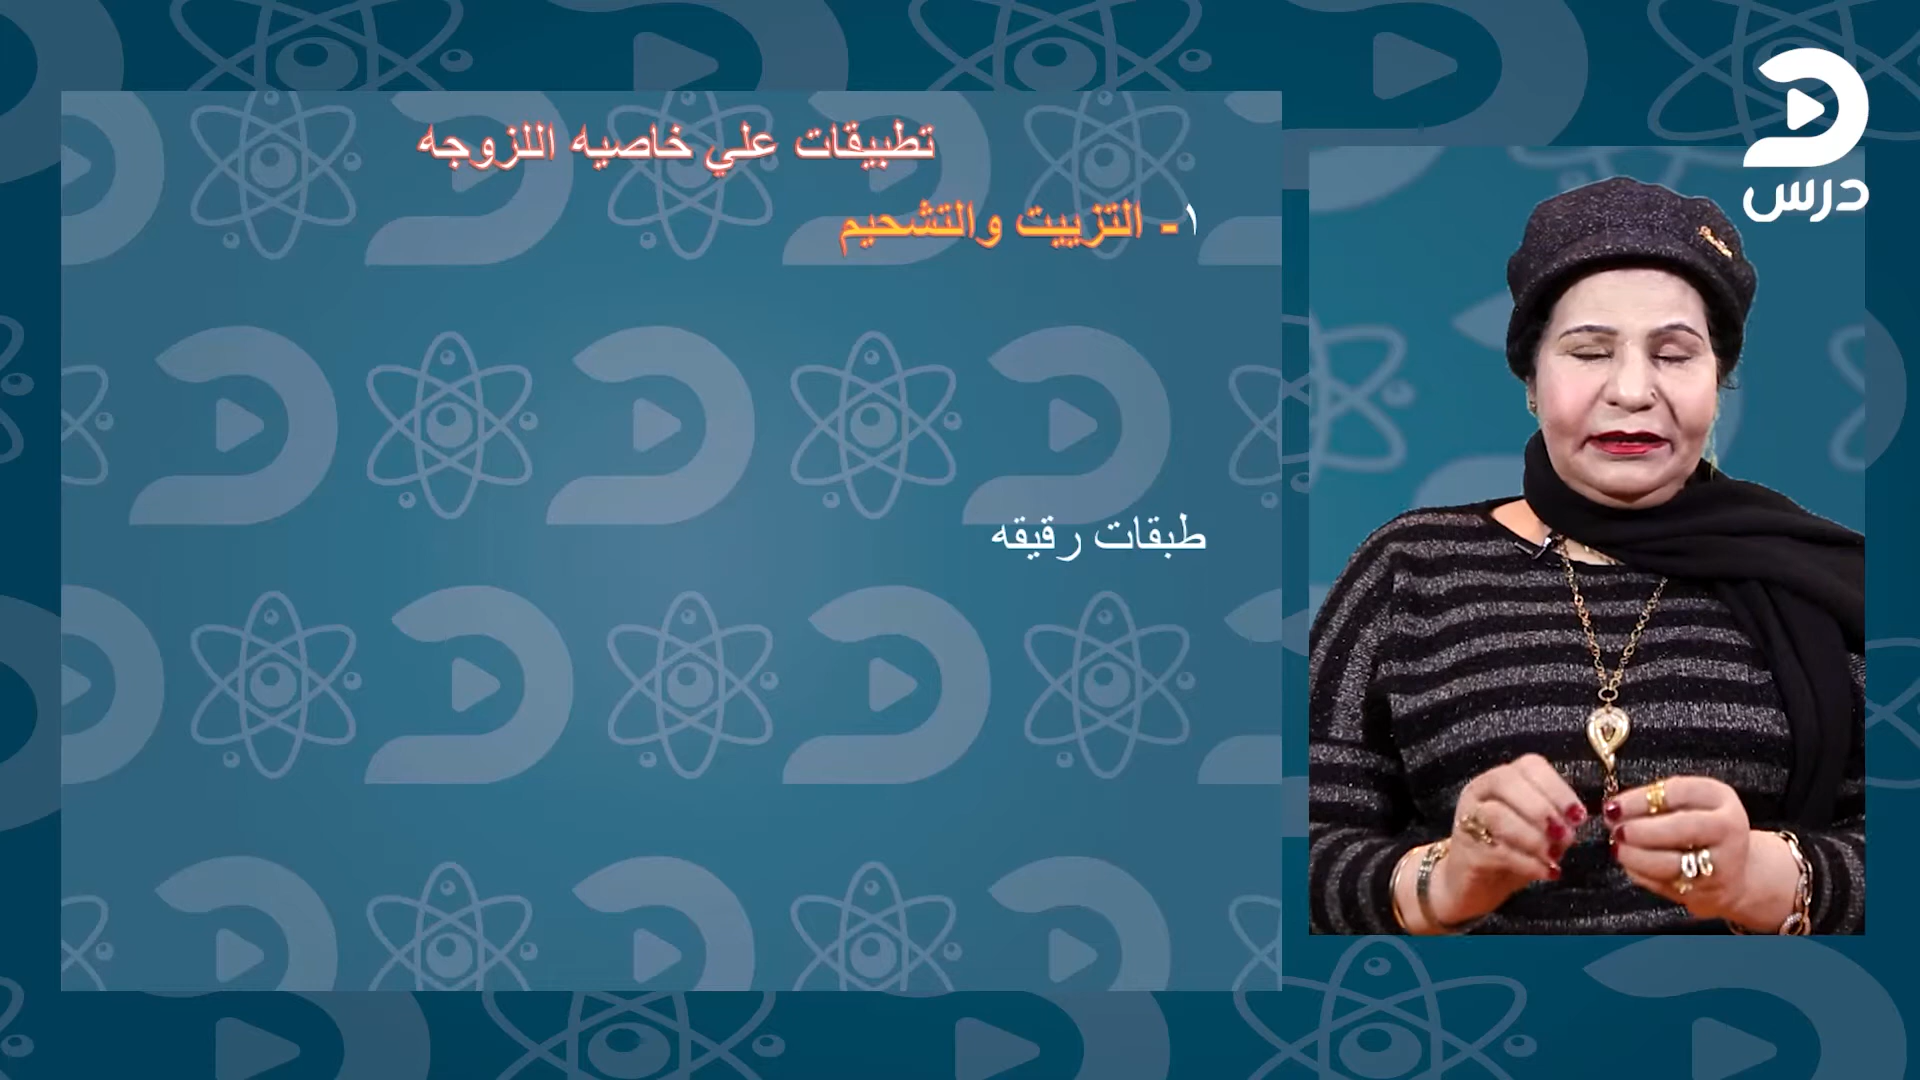 درس
تطبيقات علي خاصيه اللزوجه
١- التزييت والتشحيم
طبقات رقيقه